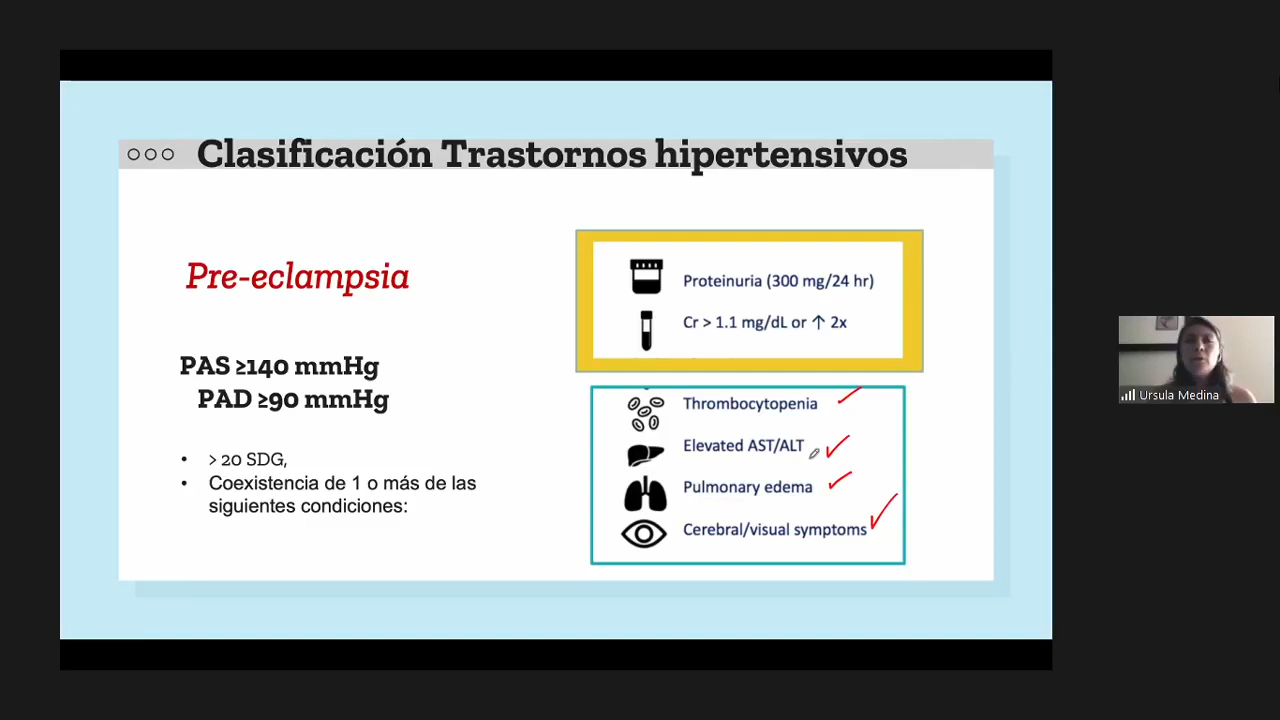 Clasificación Trastornos hipertensivos
Pre-eclampsia
PAS ≥140 mmHg
PAD ≥90 mmHg
• > 20 SDG,
• Coexistencia de 1 o más de las
siguientes condiciones:
Proteinuria (300 mg/24 hr)
Cr > 1.1 mg/dL or ↑ 2x
Thrombocytopenia
Elevated AST/ALT
Pulmonary edema
Cerebral/visual symptoms
Ursula Medina